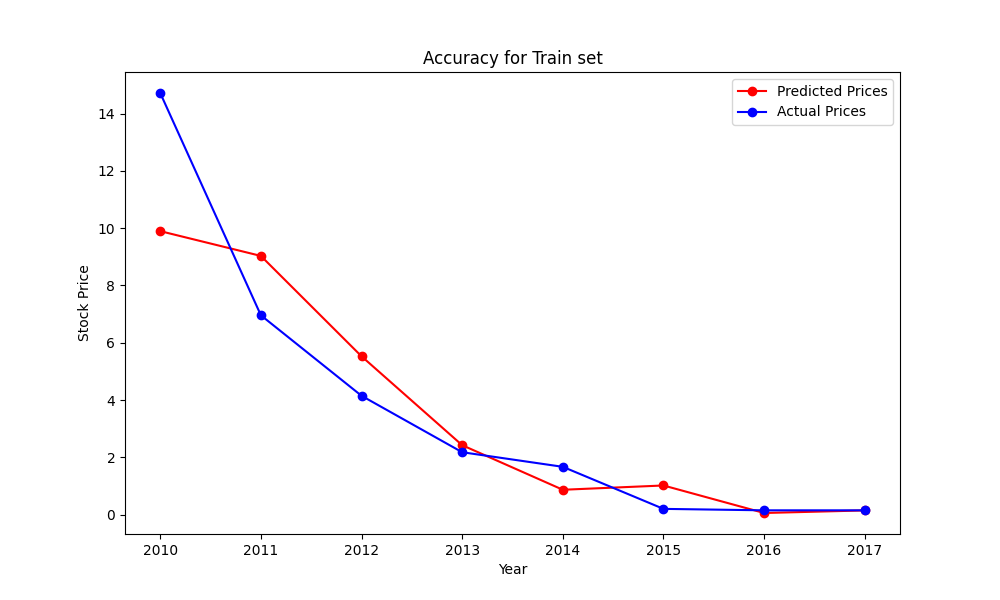 Accuracy for Train set
Predicted Prices
Actual Prices
14
12
10
8
6
4
2
0
Stock Price
2010 2011 2012 2013 2014 2015 2016 2017
Year